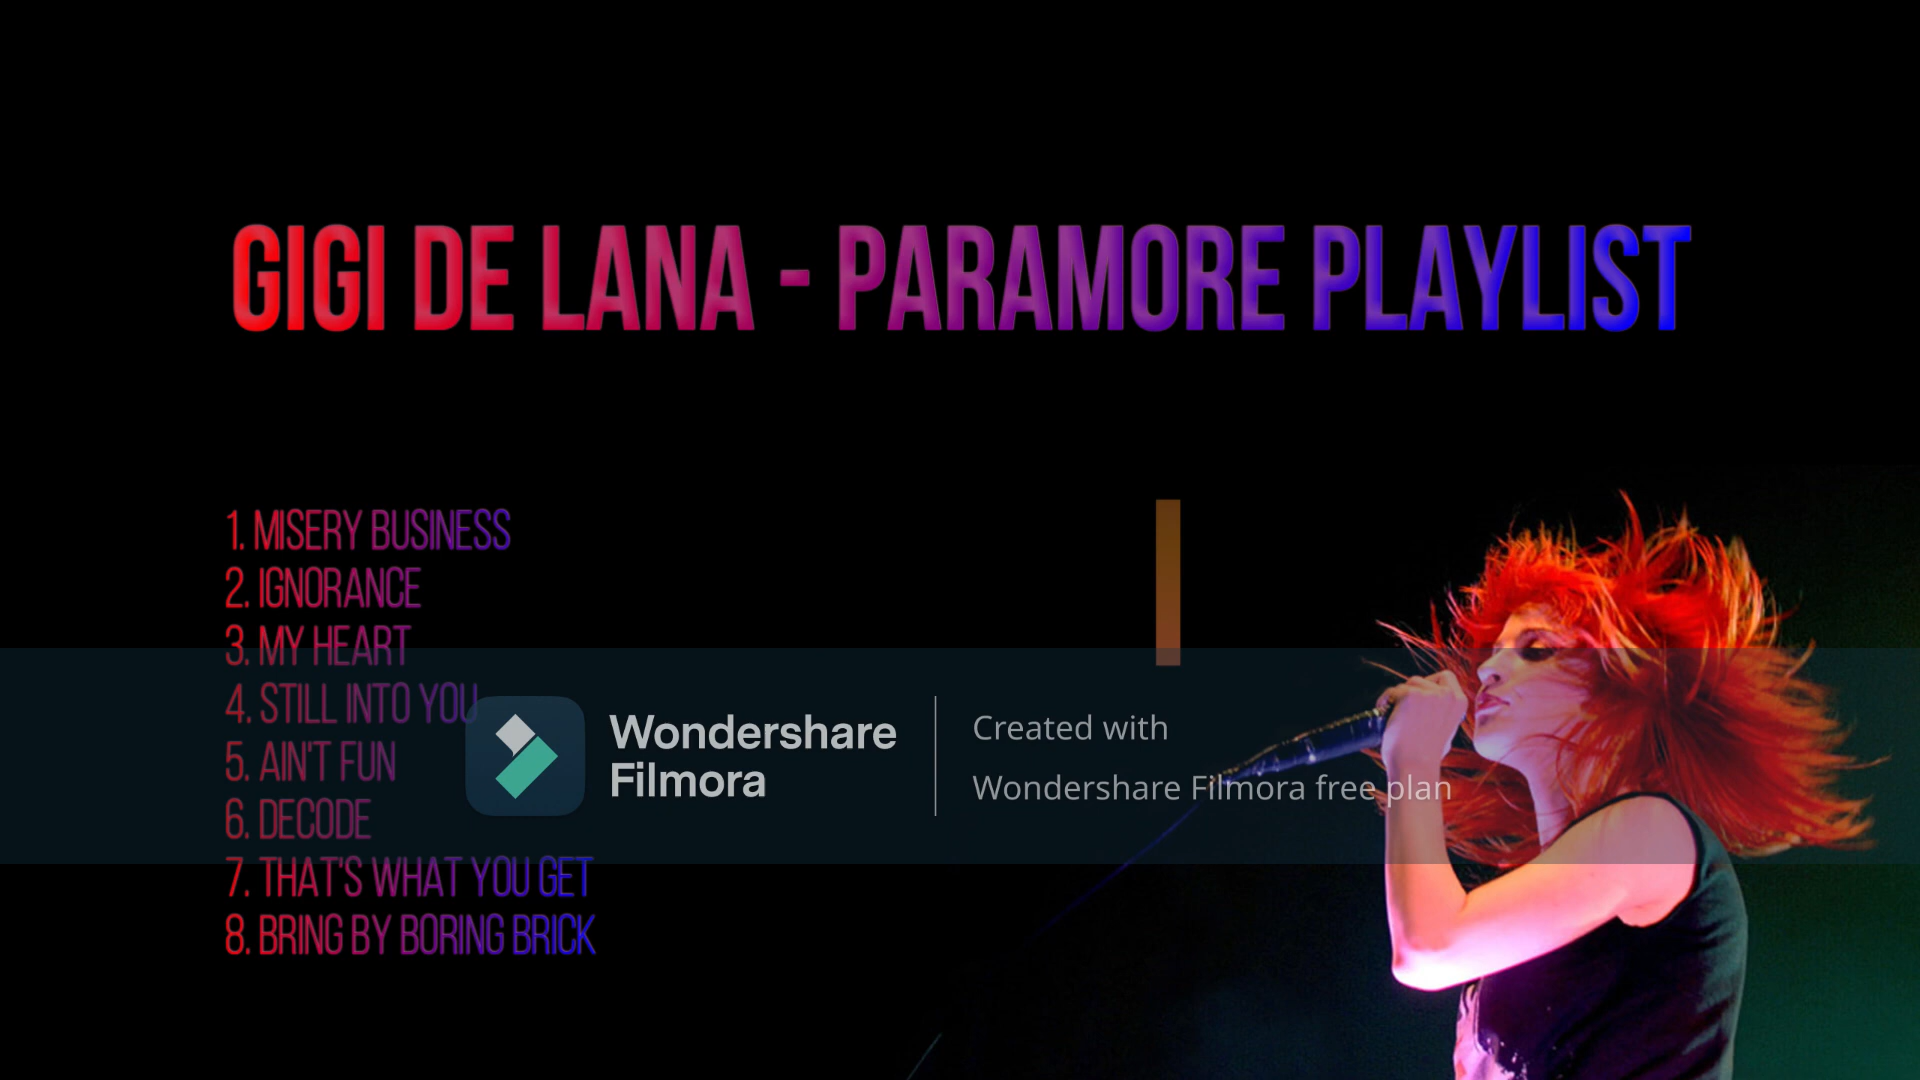 GIGI DE LANA - PARAMORE PLAYLIST
1. MISERY BUSINESS
2. IGNORANCE
3. MY HEART
4. STILL INTO YOU
5. AIN'T FUN
6. DECODE
7. THAT'S WHAT YOU GET
8. BRING BY BORING BRICK
Wondershare
Filmora
Created with
Wondershare Filmora free plan